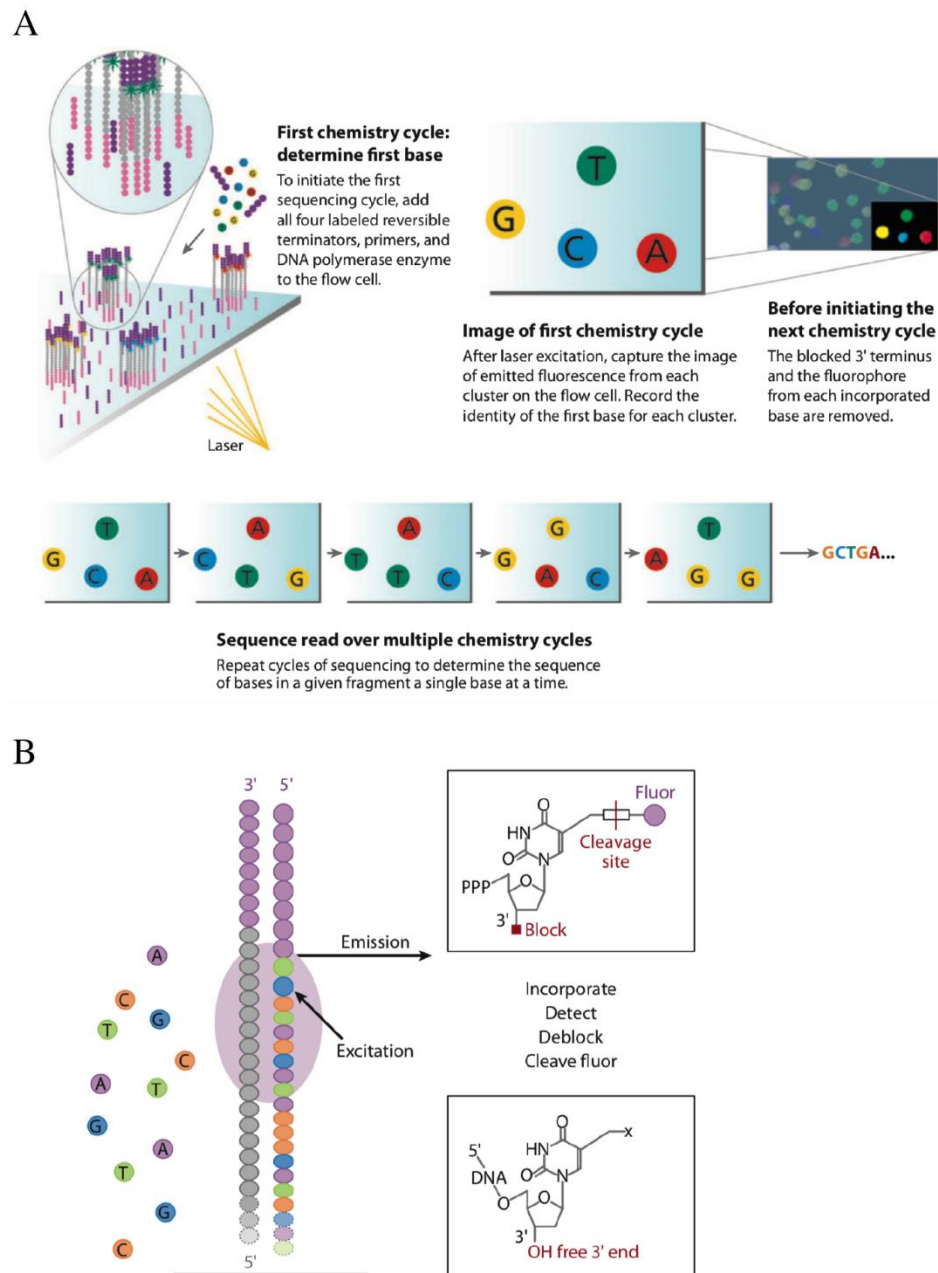 A
First chemistry cycle:
determine first base
To initiate the first
sequencing cycle, add
all four labeled reversible
terminators, primers, and
DNA polymerase enzyme
to the flow cell.
G
G
G
Laser
T
G
C
A
Image of first chemistry cycle
After laser excitation, capture the image
of emitted fluorescence from each
cluster on the flow cell. Record the
identity of the first base for each cluster.
Before initiating the
next chemistry cycle
The blocked 3' terminus
and the fluorophore
from each incorporated
base are removed.
T
G
C
A
A
C
T
G
A
T
T
C
G
G
A
C
T
A
G
G
GCTGA...
Sequence read over multiple chemistry cycles
Repeat cycles of sequencing to determine the sequence
of bases in a given fragment a single base at a time.
B
3' 5'
A
C
G
T
C
A
T
G
A
T
G
C
5'
Emission
Excitation
Fluor
O
HN
Cleavage
site
O
N
PPP
O
3'
Block
Incorporate
Detect
Deblock
Cleave fluor
O
x
HN
5'
O
N
DNA
O
O
3'
OH free 3' end